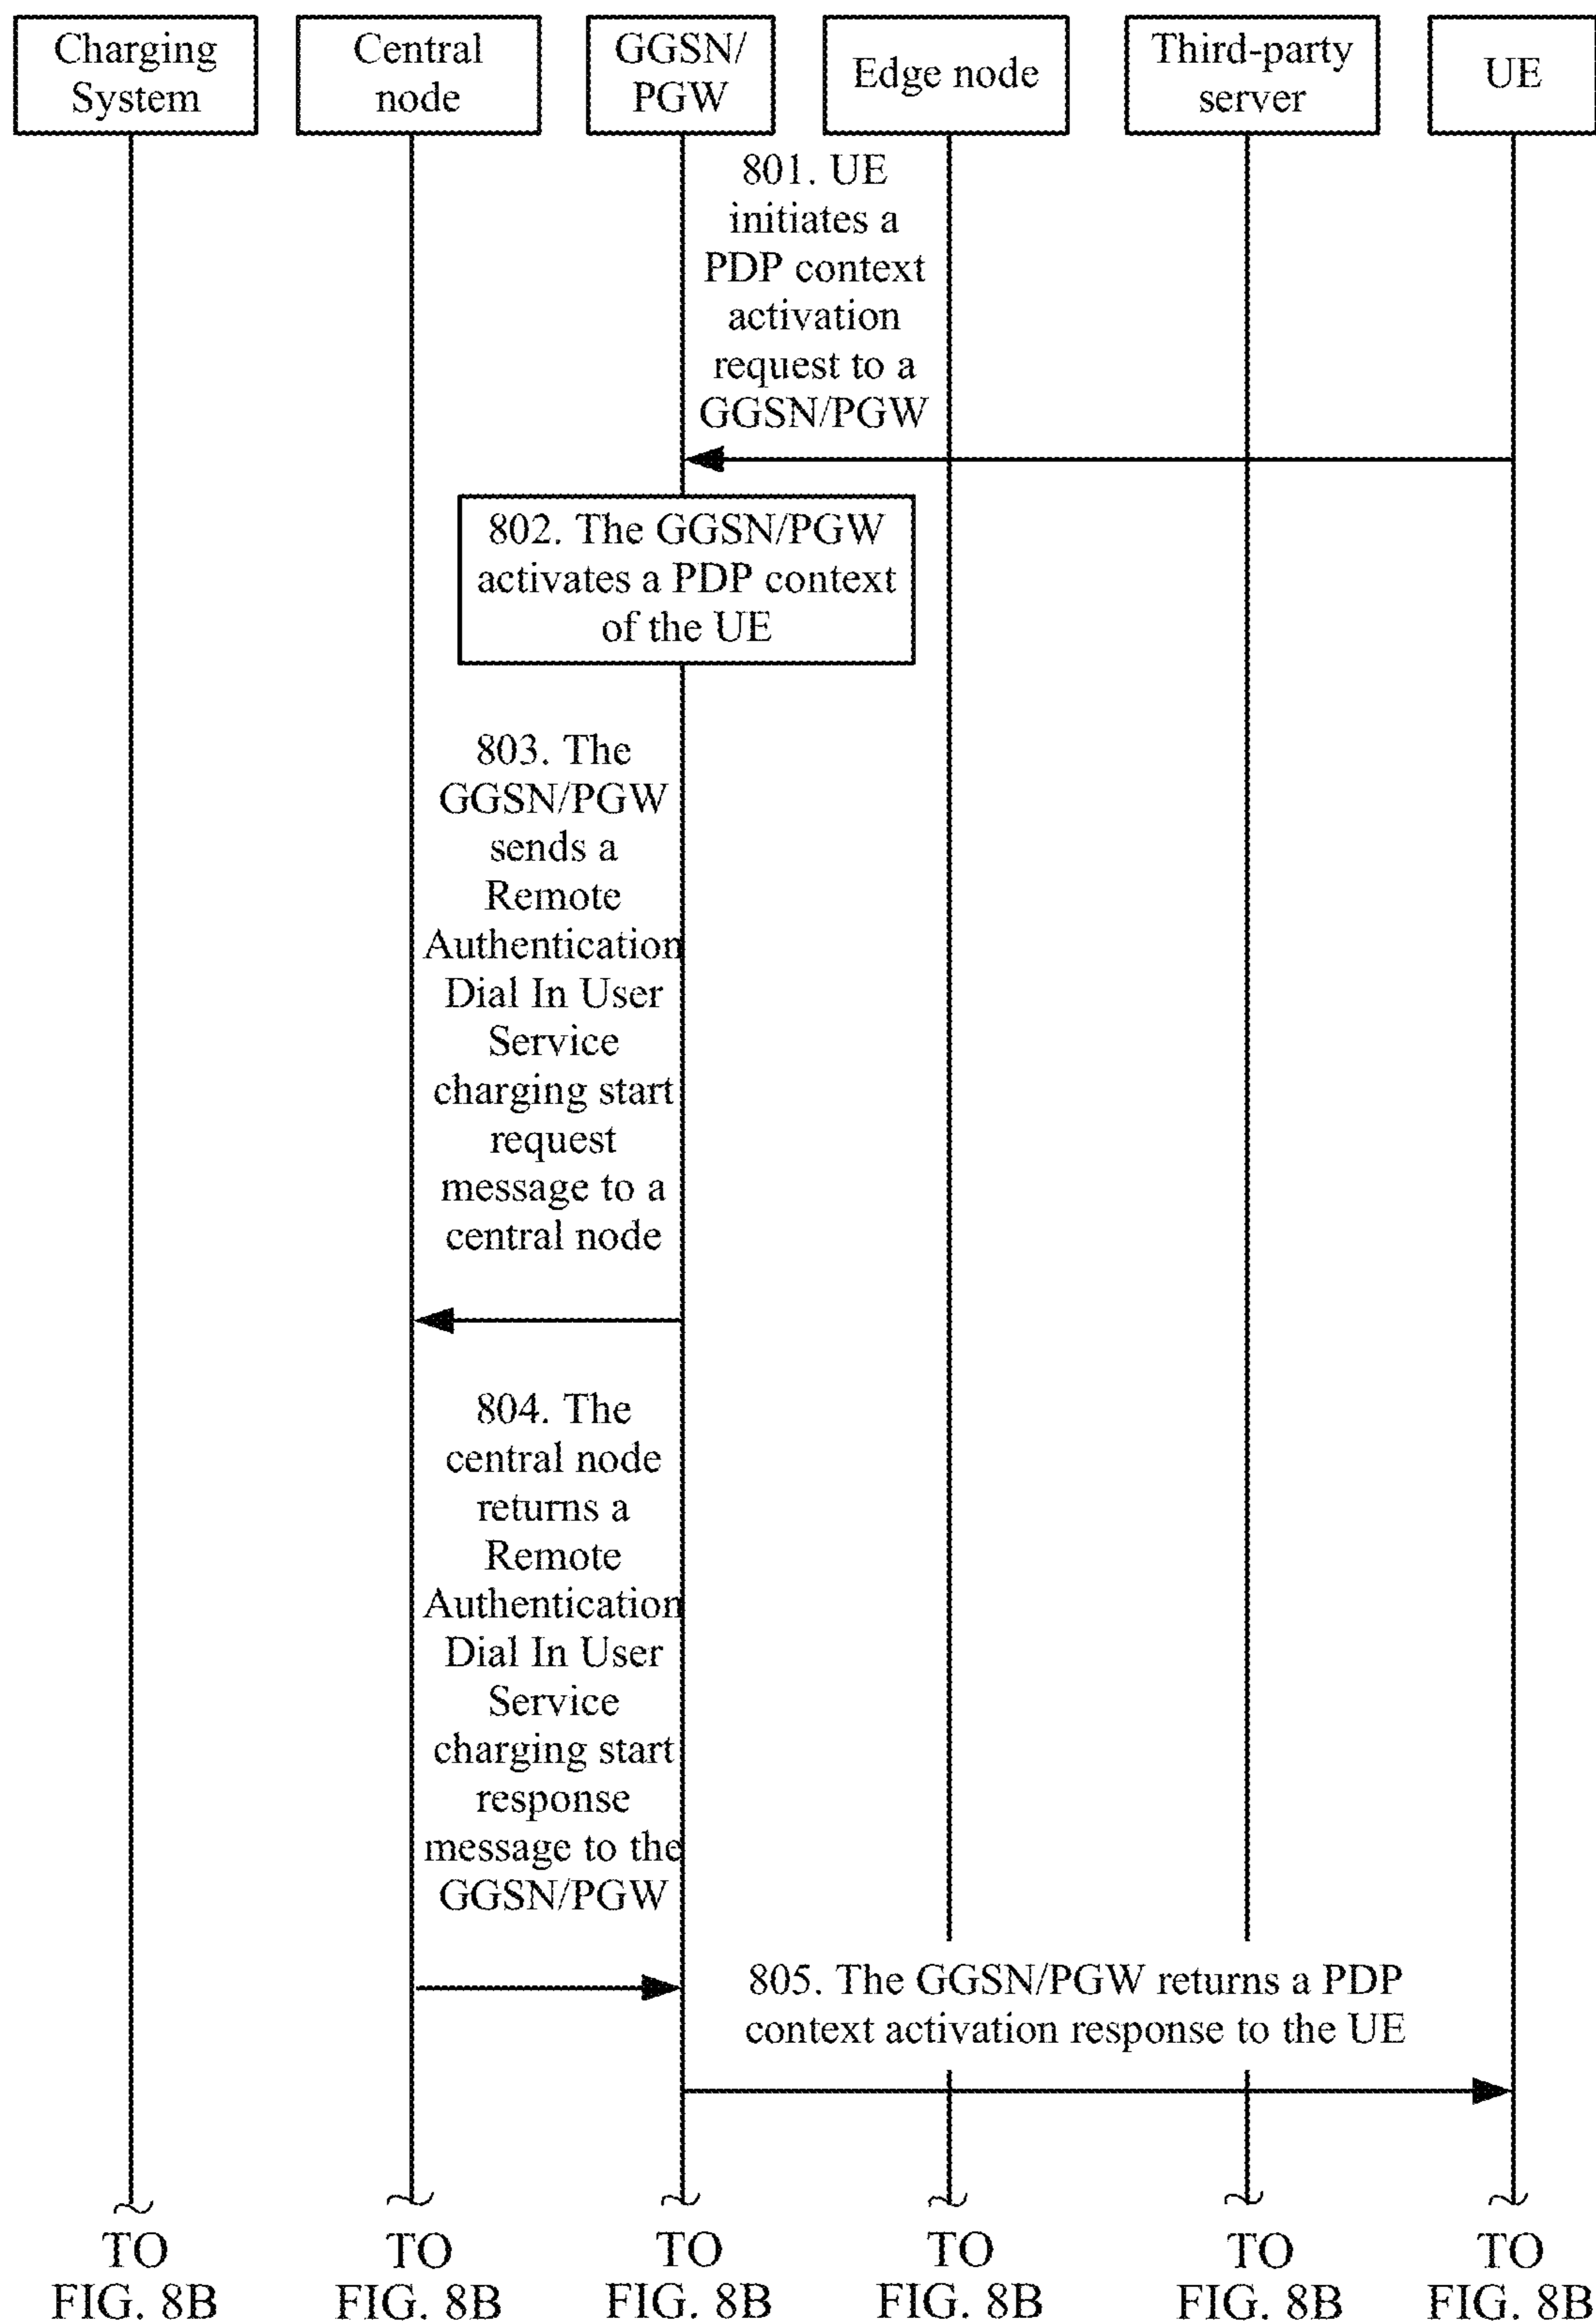 Charging
System
Central
node
GGSN/
PGW
Edge node
Third-party
server
UE
801. UE
initiates a
PDP context
activation
request to a
GGSN/PGW
802. The GGSN/PGW
activates a PDP context
of the UE
803. The
GGSN/PGW
sends a
Remote
Authentication
Dial In User
Service
charging start
request
message to a
central node
804. The
central node
returns a
Remote
Authentication
Dial In User
Service
charging start
response
message to the
GGSN/PGW
805. The GGSN/PGW returns a PDP
context activation response to the UE
TO
FIG. 8B
TO
FIG. 8B
TO
FIG. 8B
TO
FIG. 8B
TO
FIG. 8B
TO
FIG. 8B